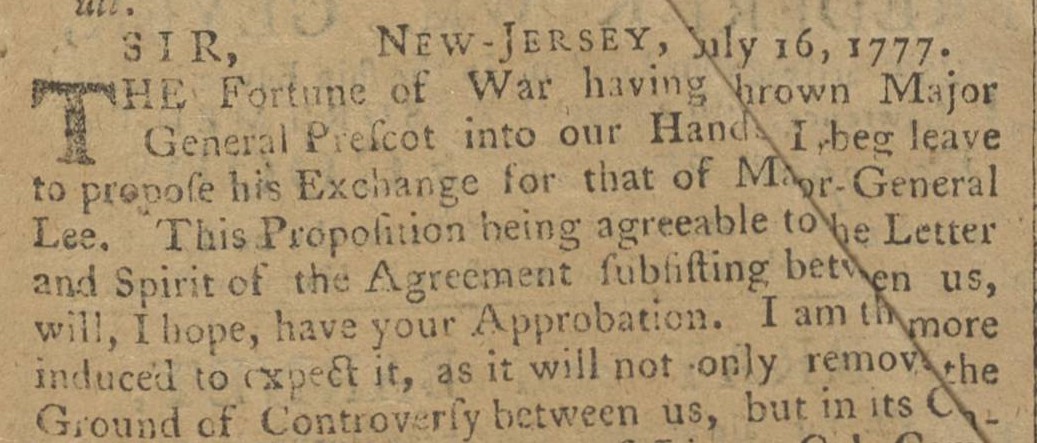 SIR, NEW-JERSEY, July 16, 1777.
THE Fortune of War having thrown Major
General Preſcot into our Hands I beg leave
to propoſe his Exchange for that of Major-General
Lee. This Propoſition being agreeable to the Letter
and Spirit of the Agreement ſubſiſting between us,
will, I hope, have your Approbation. I am the more
induced to expect it, as it will not only remove the
Ground of Controverſy between us, but in its